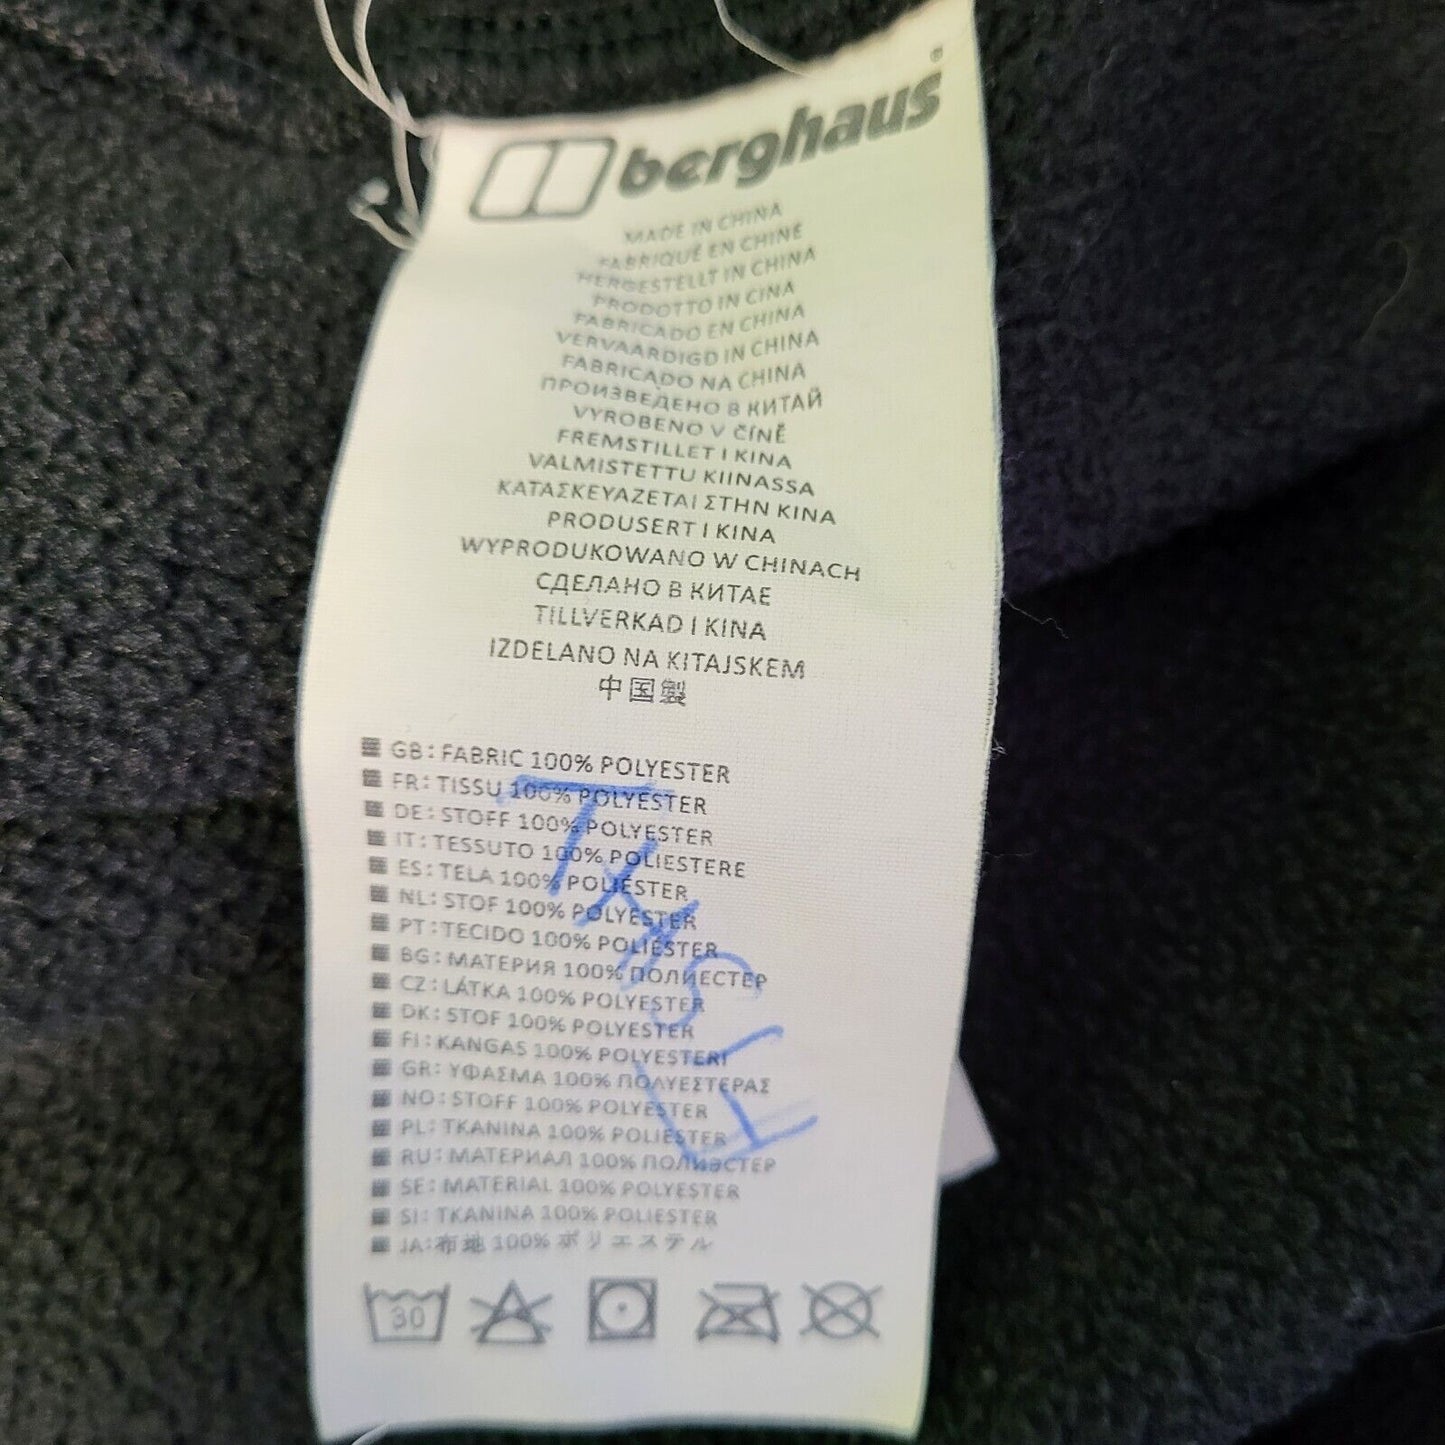 berghaus®
MADE IN CHINA
FABRIQUÉ EN CHINE
HERGESTELLT IN CHINA
PRODOTTO IN CINA
FABRICADO EN CHINA
VERVAARDIGD IN CHINA
FABRICADO NA CHINA
ПРОИЗВЕДЕНО В КИТАЙ
VYROBENO V ČÍNĚ
FREMSTILLET I KINA
VALMISTETTU KIINASSA
ΚΑΤΑΣΚΕΥΑΖΕΤΑΙ ΣΤΗΝ ΚΙΝΑ
PRODUSERT I KINA
WYPRODUKOWANO W CHINACH
СДЕЛАНО В КИТАЕ
TILLVERKAD I KINA
IZDELANO NA KITAJSKEM
中国製
GB: FABRIC 100% POLYESTER
FR: TISSU 100% POLYESTER
DE: STOFF 100% POLYESTER
IT: TESSUTO 100% POLIESTERE
ES: TELA 100% POLIÉSTER
NL: STOF 100% POLYESTER
PT: TECIDO 100% POLIÉSTER
BG: МАТЕРИЯ 100% ПОЛИЕСТЕР
CZ: LÁTKA 100% POLYESTER
DK: STOF 100% POLYESTER
FI: KANGAS 100% POLYESTERI
GR: ΥΦΑΣΜΑ 100% ΠΟΛΥΕΣΤΕΡΑΣ
NO: STOFF 100% POLYESTER
PL: TKANINA 100% POLIESTER
RU: МАТЕРИАЛ 100% ПОЛИЭСТЕР
SE: MATERIAL 100% POLYESTER
SI: TKANINA 100% POLIESTER
JA: 布地 100% ポリエステル
30